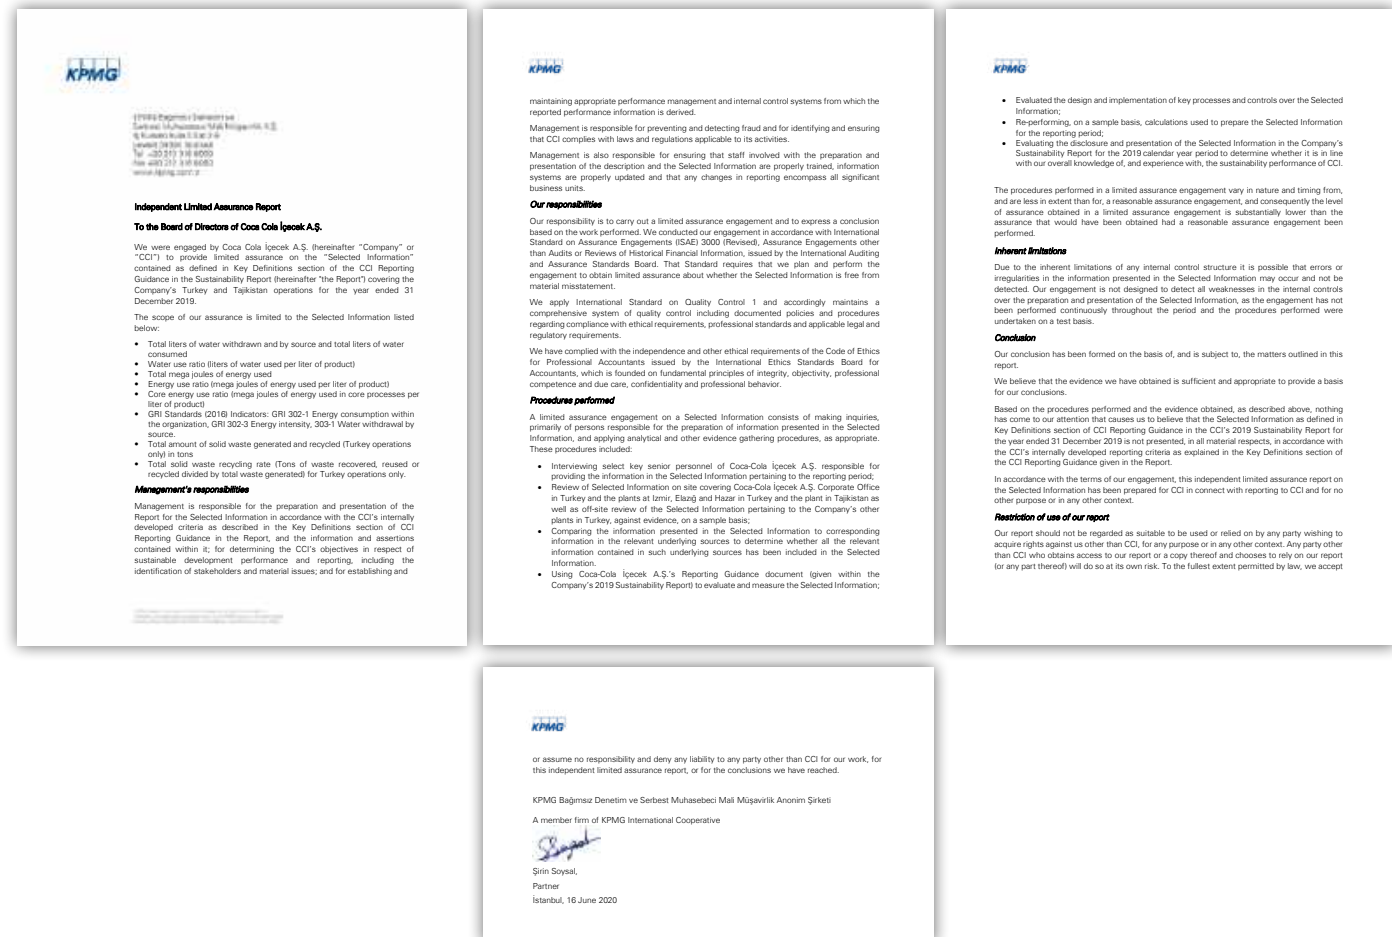 KPMG
Independent Limited Assurance Report
To the Board of Directors of Coca Cola İçecek A.Ş.
We were engaged by Coca Cola İçecek A.Ş. (hereinafter “Company” or
“CCI”) to provide limited assurance on the “Selected Information”
contained as defined in Key Definitions section of the CCI Reporting
Guidance in the Sustainability Report (hereinafter "the Report") covering the
Company’s Turkey and Tajikistan operations for the year ended 31
December 2019.
The scope of our assurance is limited to the Selected Information listed
below:
• Total liters of water withdrawn and by source and total liters of water
consumed
• Water use ratio (liters of water used per liter of product)
• Total mega joules of energy used
• Energy use ratio (mega joules of energy used per liter of product)
• Core energy use ratio (mega joules of energy used in core processes per
liter of product)
• GRI Standards (2016) Indicators: GRI 302-1 Energy consumption within
the organization, GRI 302-3 Energy intensity, 303-1 Water withdrawal by
source.
• Total amount of solid waste generated and recycled (Turkey operations
only) in tons
• Total solid waste recycling rate (Tons of waste recovered, reused or
recycled divided by total waste generated) for Turkey operations only.
Management’s responsibilities
Management is responsible for the preparation and presentation of the
Report for the Selected Information in accordance with the CCI’s internally
developed criteria as described in the Key Definitions section of CCI
Reporting Guidance in the Report, and the information and assertions
contained within it; for determining the CCI’s objectives in respect of
sustainable development performance and reporting, including the
identification of stakeholders and material issues; and for establishing and
KPMG
maintaining appropriate performance management and internal control systems from which the
reported performance information is derived.
Management is responsible for preventing and detecting fraud and for identifying and ensuring
that CCI complies with laws and regulations applicable to its activities.
Management is also responsible for ensuring that staff involved with the preparation and
presentation of the description and the Selected Information are properly trained, information
systems are properly updated and that any changes in reporting encompass all significant
business units.
Our responsibilities
Our responsibility is to carry out a limited assurance engagement and to express a conclusion
based on the work performed. We conducted our engagement in accordance with International
Standard on Assurance Engagements (ISAE) 3000 (Revised), Assurance Engagements other
than Audits or Reviews of Historical Financial Information, issued by the International Auditing
and Assurance Standards Board. That Standard requires that we plan and perform the
engagement to obtain limited assurance about whether the Selected Information is free from
material misstatement.
We apply International Standard on Quality Control 1 and accordingly maintains a
comprehensive system of quality control including documented policies and procedures
regarding compliance with ethical requirements, professional standards and applicable legal and
regulatory requirements.
We have complied with the independence and other ethical requirements of the Code of Ethics
for Professional Accountants issued by the International Ethics Standards Board for
Accountants, which is founded on fundamental principles of integrity, objectivity, professional
competence and due care, confidentiality and professional behavior.
Procedures performed
A limited assurance engagement on a Selected Information consists of making inquiries,
primarily of persons responsible for the preparation of information presented in the Selected
Information, and applying analytical and other evidence gathering procedures, as appropriate.
These procedures included:
• Interviewing select key senior personnel of Coca-Cola İçecek A.Ş. responsible for
providing the information in the Selected Information pertaining to the reporting period;
• Review of Selected Information on site covering Coca-Cola İçecek A.Ş. Corporate Office
in Turkey and the plants at Izmir, Elazığ and Hazar in Turkey and the plant in Tajikistan as
well as off-site review of the Selected Information pertaining to the Company’s other
plants in Turkey, against evidence, on a sample basis;
• Comparing the information presented in the Selected Information to corresponding
information in the relevant underlying sources to determine whether all the relevant
information contained in such underlying sources has been included in the Selected
Information.
• Using Coca-Cola İçecek A.Ş.’s Reporting Guidance document (given within the
Company’s 2019 Sustainability Report) to evaluate and measure the Selected Information;
KPMG
• Evaluated the design and implementation of key processes and controls over the Selected
Information;
• Re-performing, on a sample basis, calculations used to prepare the Selected Information
for the reporting period;
• Evaluating the disclosure and presentation of the Selected Information in the Company’s
Sustainability Report for the 2019 calendar year period to determine whether it is in line
with our overall knowledge of, and experience with, the sustainability performance of CCI.
The procedures performed in a limited assurance engagement vary in nature and timing from,
and are less in extent than for, a reasonable assurance engagement, and consequently the level
of assurance obtained in a limited assurance engagement is substantially lower than the
assurance that would have been obtained had a reasonable assurance engagement been
performed.
Inherent limitations
Due to the inherent limitations of any internal control structure it is possible that errors or
irregularities in the information presented in the Selected Information may occur and not be
detected. Our engagement is not designed to detect all weaknesses in the internal controls
over the preparation and presentation of the Selected Information, as the engagement has not
been performed continuously throughout the period and the procedures performed were
undertaken on a test basis.
Conclusion
Our conclusion has been formed on the basis of, and is subject to, the matters outlined in this
report.
We believe that the evidence we have obtained is sufficient and appropriate to provide a basis
for our conclusions.
Based on the procedures performed and the evidence obtained, as described above, nothing
has come to our attention that causes us to believe that the Selected Information as defined in
Key Definitions section of CCI Reporting Guidance in the CCI’s 2019 Sustainability Report for
the year ended 31 December 2019 is not presented, in all material respects, in accordance with
the CCI’s internally developed reporting criteria as explained in the Key Definitions section of
the CCI Reporting Guidance given in the Report.
In accordance with the terms of our engagement, this independent limited assurance report on
the Selected Information has been prepared for CCI in connection with reporting to CCI and for no
other purpose or in any other context.
Restriction of use of our report
Our report should not be regarded as suitable to be used or relied on by any party wishing to
acquire rights against us other than CCI, for any purpose or in any other context. Any party other
than CCI who obtains access to our report or a copy thereof and chooses to rely on our report
(or any part thereof) will do so at its own risk. To the fullest extent permitted by law, we accept
KPMG
or assume no responsibility and deny any liability to any party other than CCI for our work, for
this independent limited assurance report, or for the conclusions we have reached.
KPMG Bağımsız Denetim ve Serbest Muhasebeci Mali Müşavirlik Anonim Şirketi
A member firm of KPMG International Cooperative
Şirin Soysal,
Partner
İstanbul, 16 June 2020